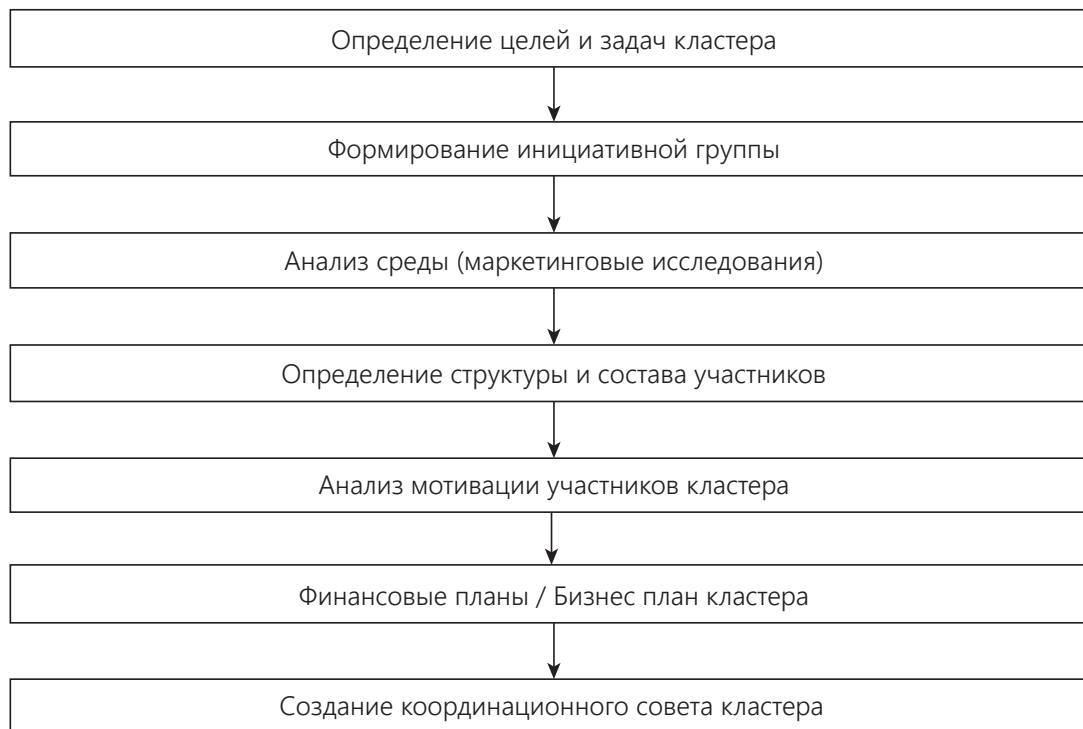 Определение целей и задач кластера
Формирование инициативной группы
Анализ среды (маркетинговые исследования)
Определение структуры и состава участников
Анализ мотивации участников кластера
Финансовые планы / Бизнес план кластера
Создание координационного совета кластера